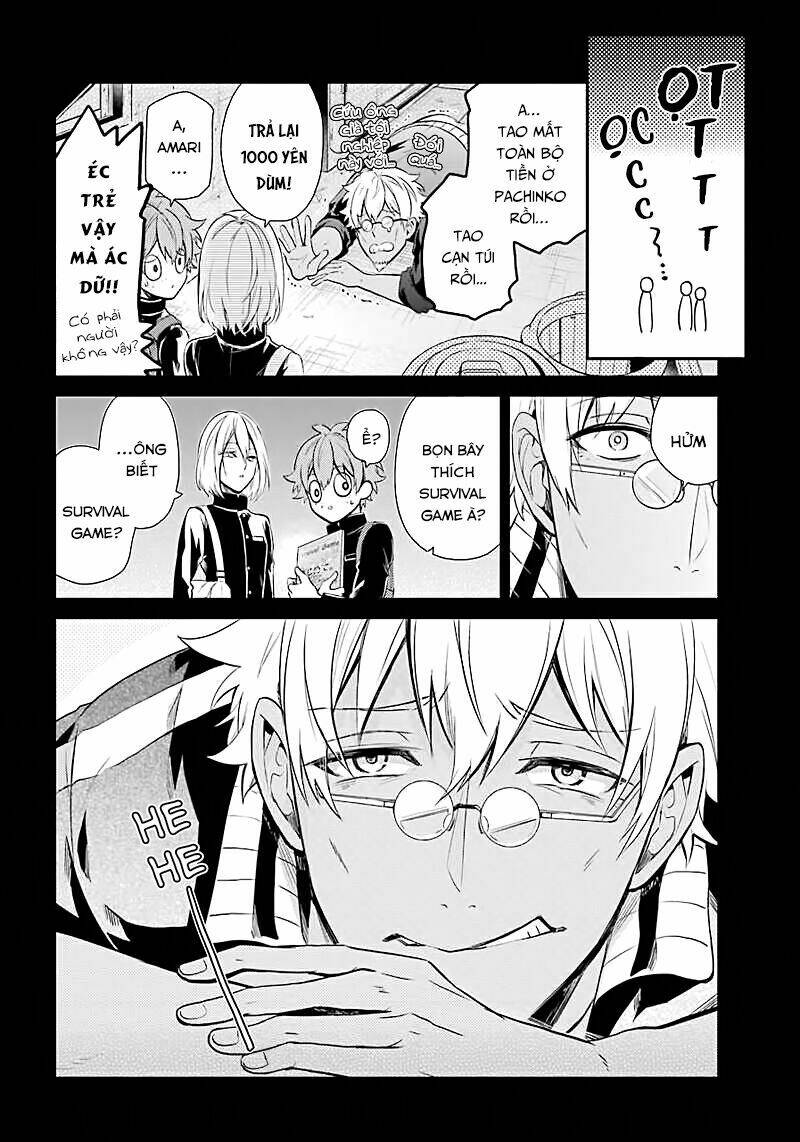 ỌTTTT
ỌCCC
?...
A...
TAO MẤT
TOÀN BỘ
TIỀN Ở
PACHINKO
RỒI...
TAO
CẠN TÚI
RỒI...
Đói
Quá
Cứu ông
già tội
nghiệp
này với
TRẢ LẠI
1000 YÊN
DÙM!
A,
AMARI
...
ÉC
TRẺ
VẬY
MÀ ÁC
DỮ!!
Có phải
người
không vậy?
HỬM
BỌN BÂY
THÍCH
SURVIVAL
GAME À?
Ể?
...ÔNG
BIẾT
SURVIVAL
GAME?
HE
HE